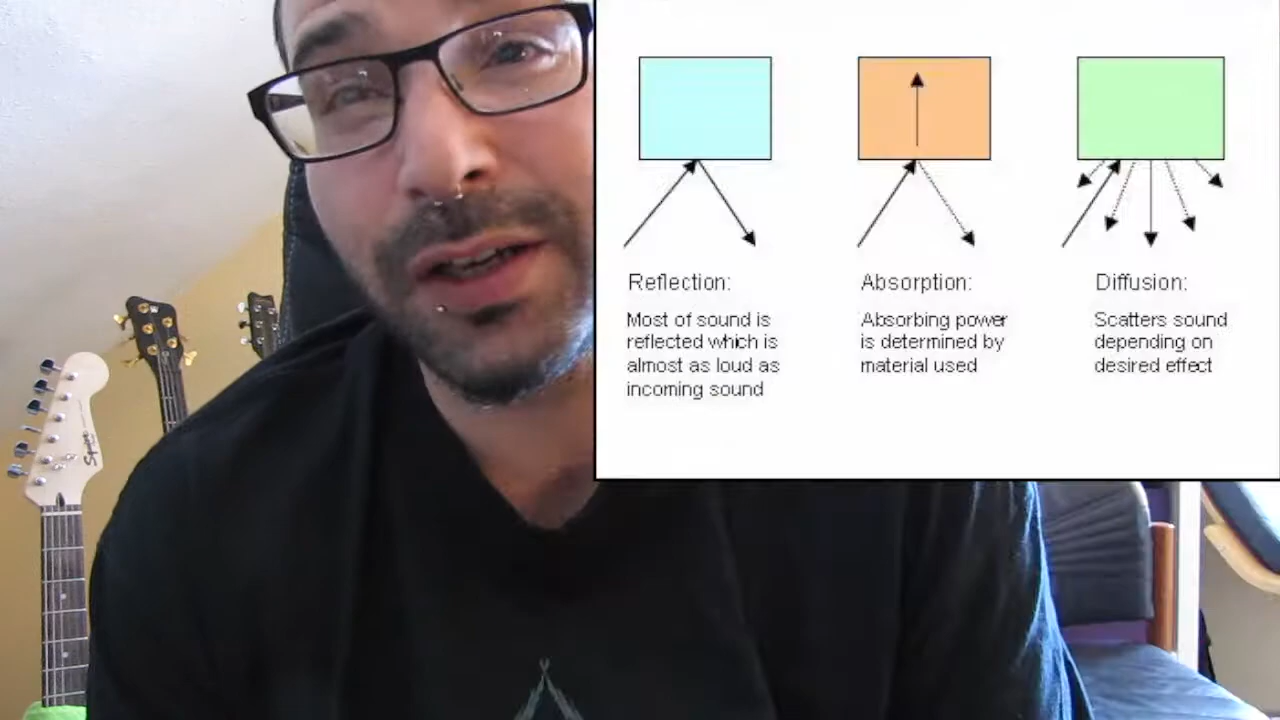 Reflection:
Most of sound is
reflected which is
almost as loud as
incoming sound
Absorption:
Absorbing power
is determined by
material used
Diffusion:
Scatters sound
depending on
desired effect
Squier